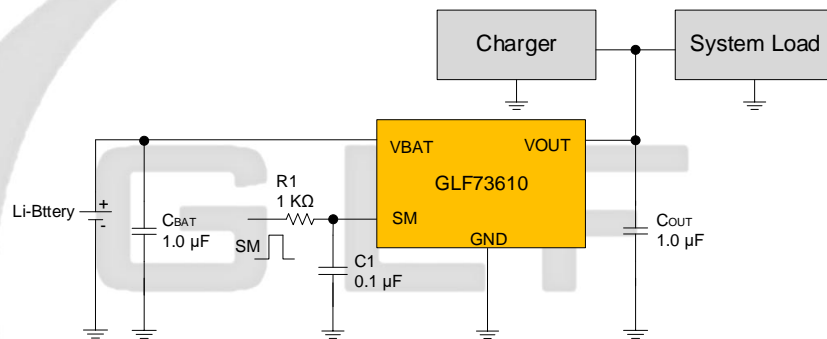 Charger
System Load
VBAT
VOUT
GLF73610
R1
1 KΩ
Li-Bttery
+
-
CBAT
1.0 µF
SM
SM
GND
COUT
1.0 µF
C1
0.1 µF
GLF